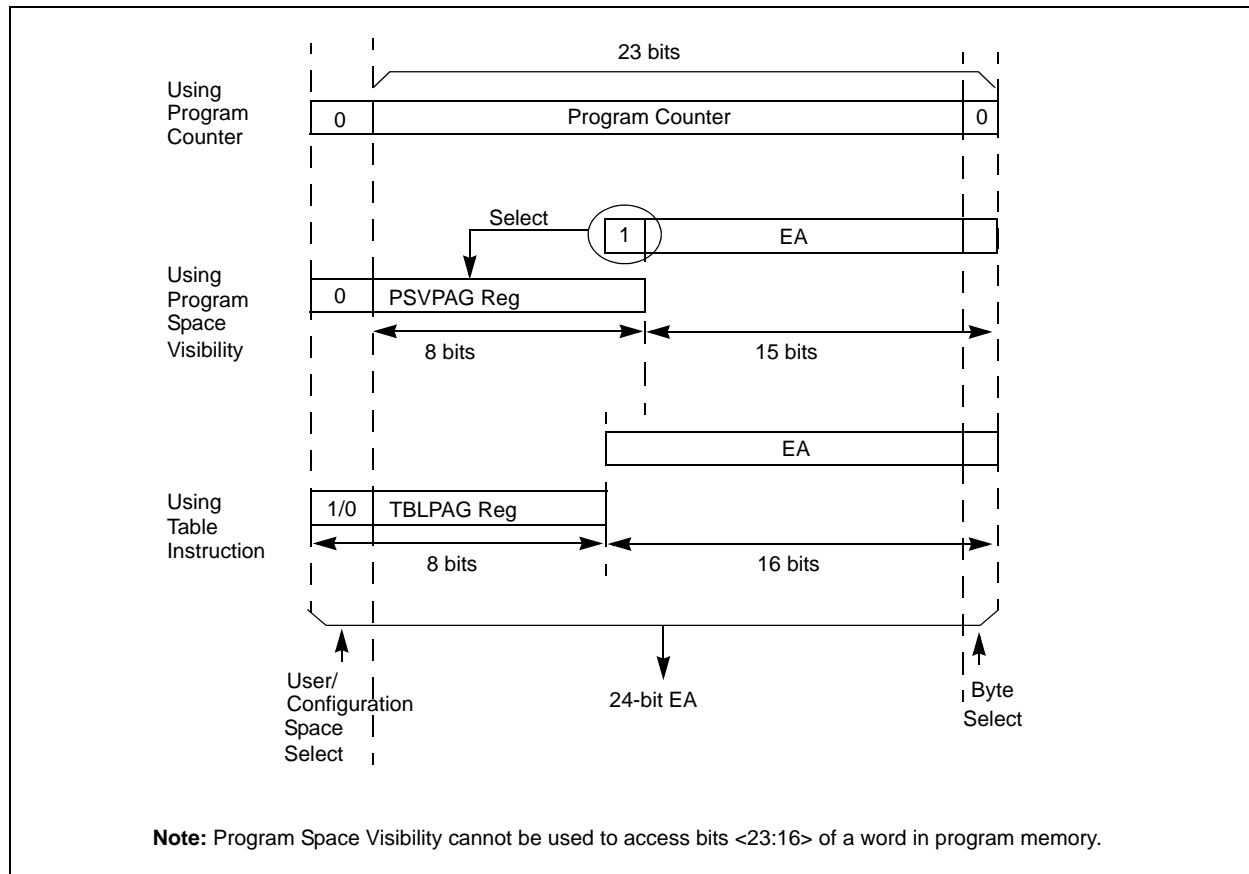 23 bits
Using
Program
Counter
0
Program Counter
0
Select
1
EA
Using
Program
Space
Visibility
0
PSVPAG Reg
8 bits
15 bits
EA
Using
Table
Instruction
1/0
TBLPAG Reg
8 bits
16 bits
User/
Configuration
Space
Select
24-bit EA
Byte
Select
Note: Program Space Visibility cannot be used to access bits <23:16> of a word in program memory.